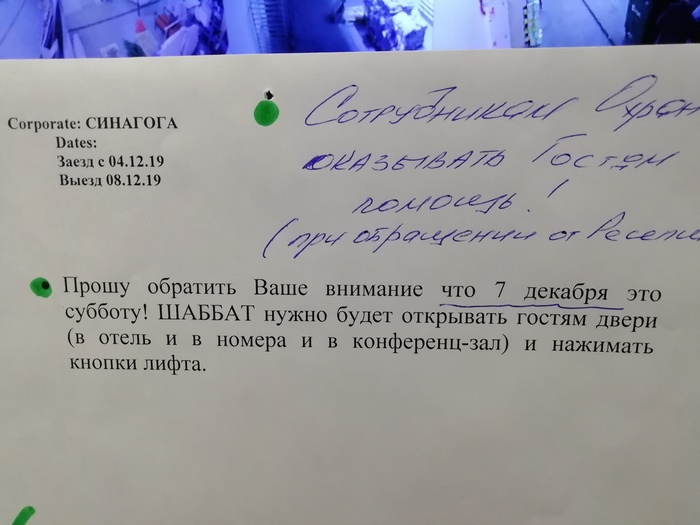 Corporate: СИНАГОГА
Dates:
Заезд с 04.12.19
Выезд 08.12.19
Сотрудникам Охран
оказывать Гостям
помощь!
(при обращении от Ресепш
Прошу обратить Ваше внимание что 7 декабря это
субботу! ШАББАТ нужно будет открывать гостям двери
(в отель и в номера и в конференц-зал) и нажимать
кнопки лифта.